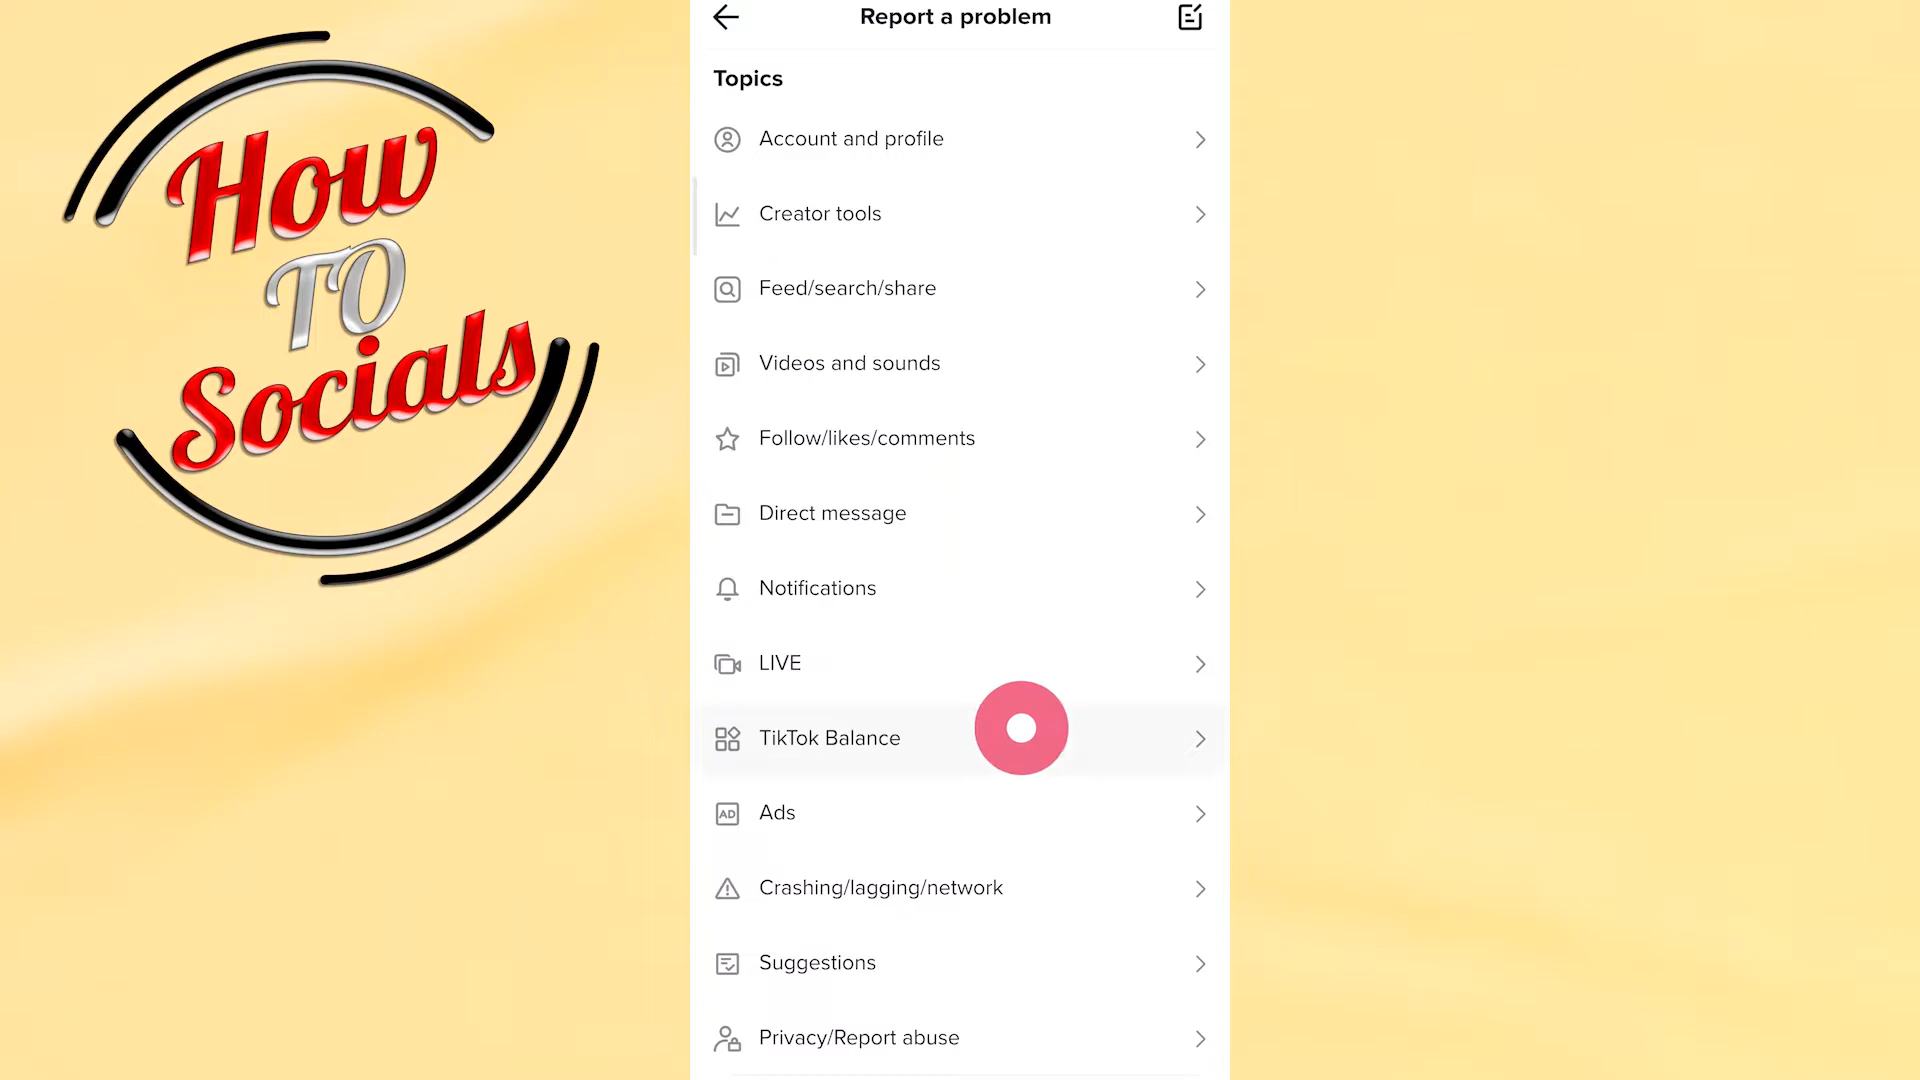 How
TO
Socials
Report a problem
Topics
Account and profile
Creator tools
Feed/search/share
Videos and sounds
Follow/likes/comments
Direct message
Notifications
LIVE
TikTok Balance
AD Ads
Crashing/lagging/network
Suggestions
Privacy/Report abuse